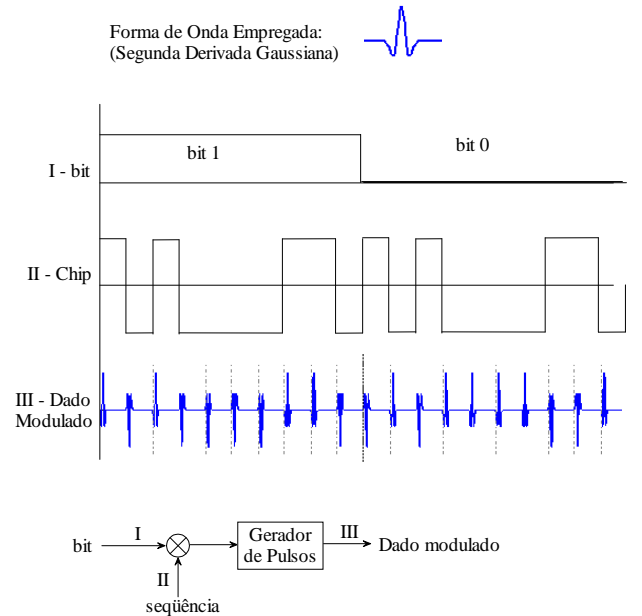 Forma de Onda Empregada:
(Segunda Derivada Gaussiana)
bit 1
bit 0
I - bit
II - Chip
III - Dado
Modulado
bit
I
II
seqüência
Gerador
de Pulsos
III
Dado modulado